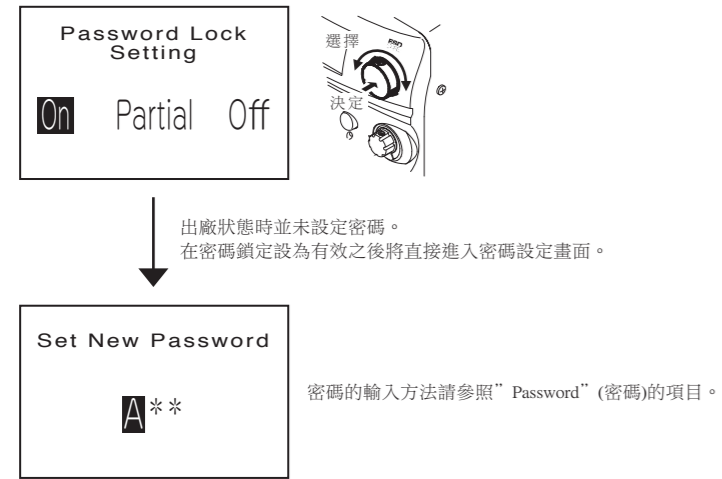 Password Lock
Setting
On Partial Off
選擇
決定
出廠狀態時並未設定密碼。
在密碼鎖定設為有效之後將直接進入密碼設定畫面。
Set New Password
A**
密碼的輸入方法請參照”Password”(密碼)的項目。